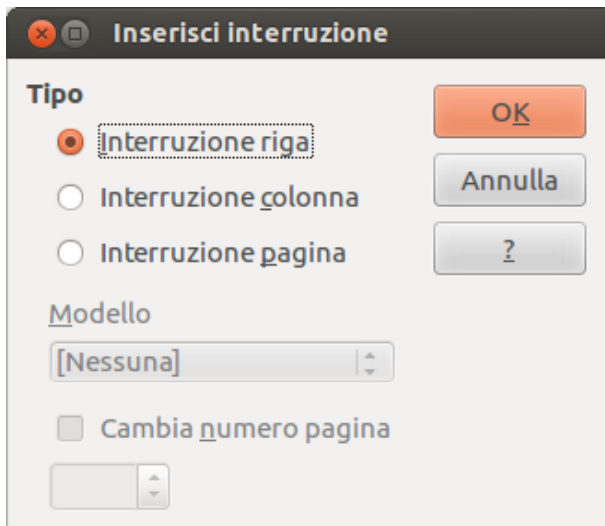 Inserisci interruzione
Tipo
Interruzione riga
Interruzione colonna
Interruzione pagina
OK
Annulla
?
Modello
[Nessuna]
Cambia numero pagina